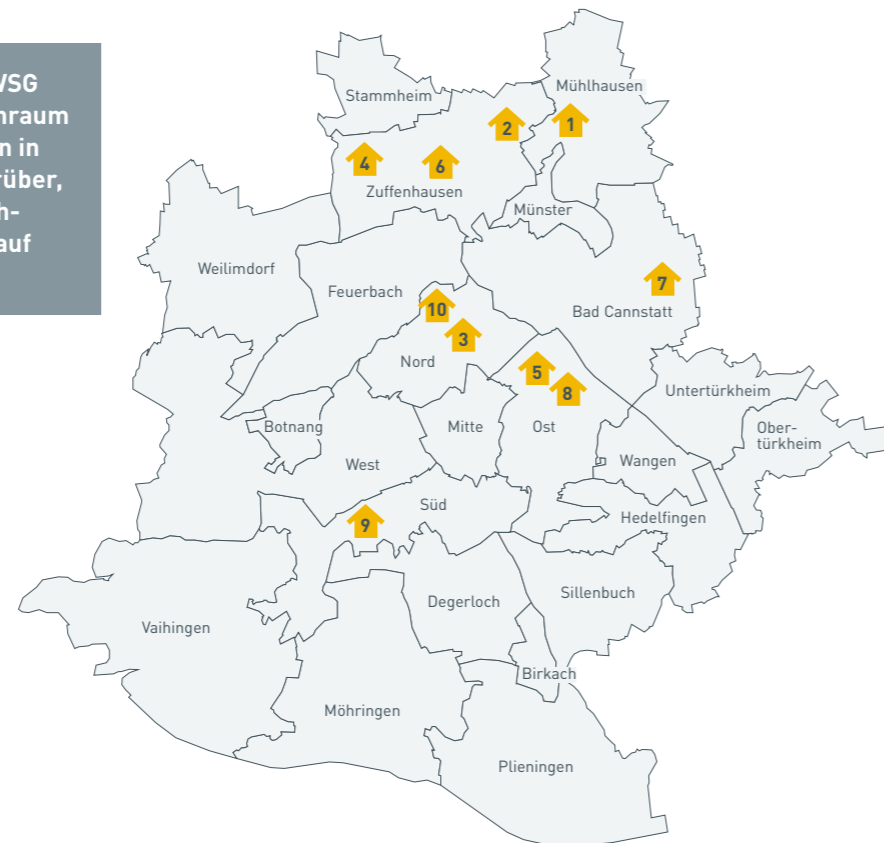 VSG
nraum
n in
rüber,
h-
auf
Mühlhausen
Stammheim
2
1
4
6
Zuffenhausen
Münster
Weilimdorf
Feuerbach
7
10
Bad Cannstatt
3
Nord
5
8
Untertürkheim
Botnang
Mitte
Ost
Ober-
türkheim
West
Wangen
Süd
9
Hedelfingen
Degerloch
Sillenbuch
Vaihingen
Birkach
Möhringen
Plieningen